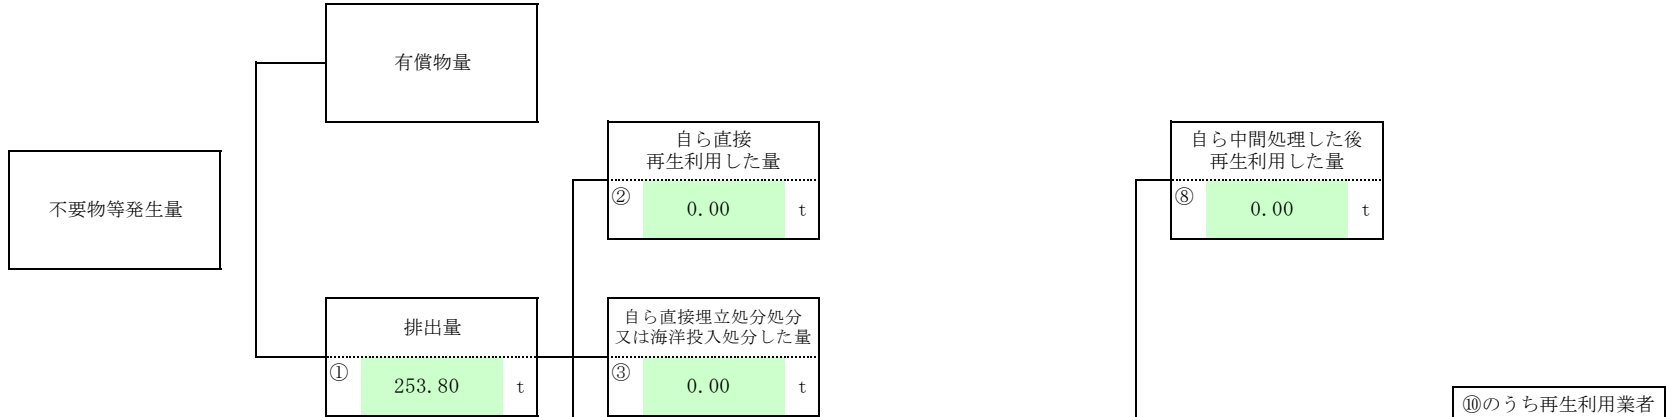 有償物量
自ら直接
再生利用した量
② 0.00 t
自ら中間処理した後
再生利用した量
⑧ 0.00 t
不要物等発生量
排出量
① 253.80 t
自ら直接埋立処分処分
又は海洋投入処分した量
③ 0.00 t
⑩のうち再生利用業者